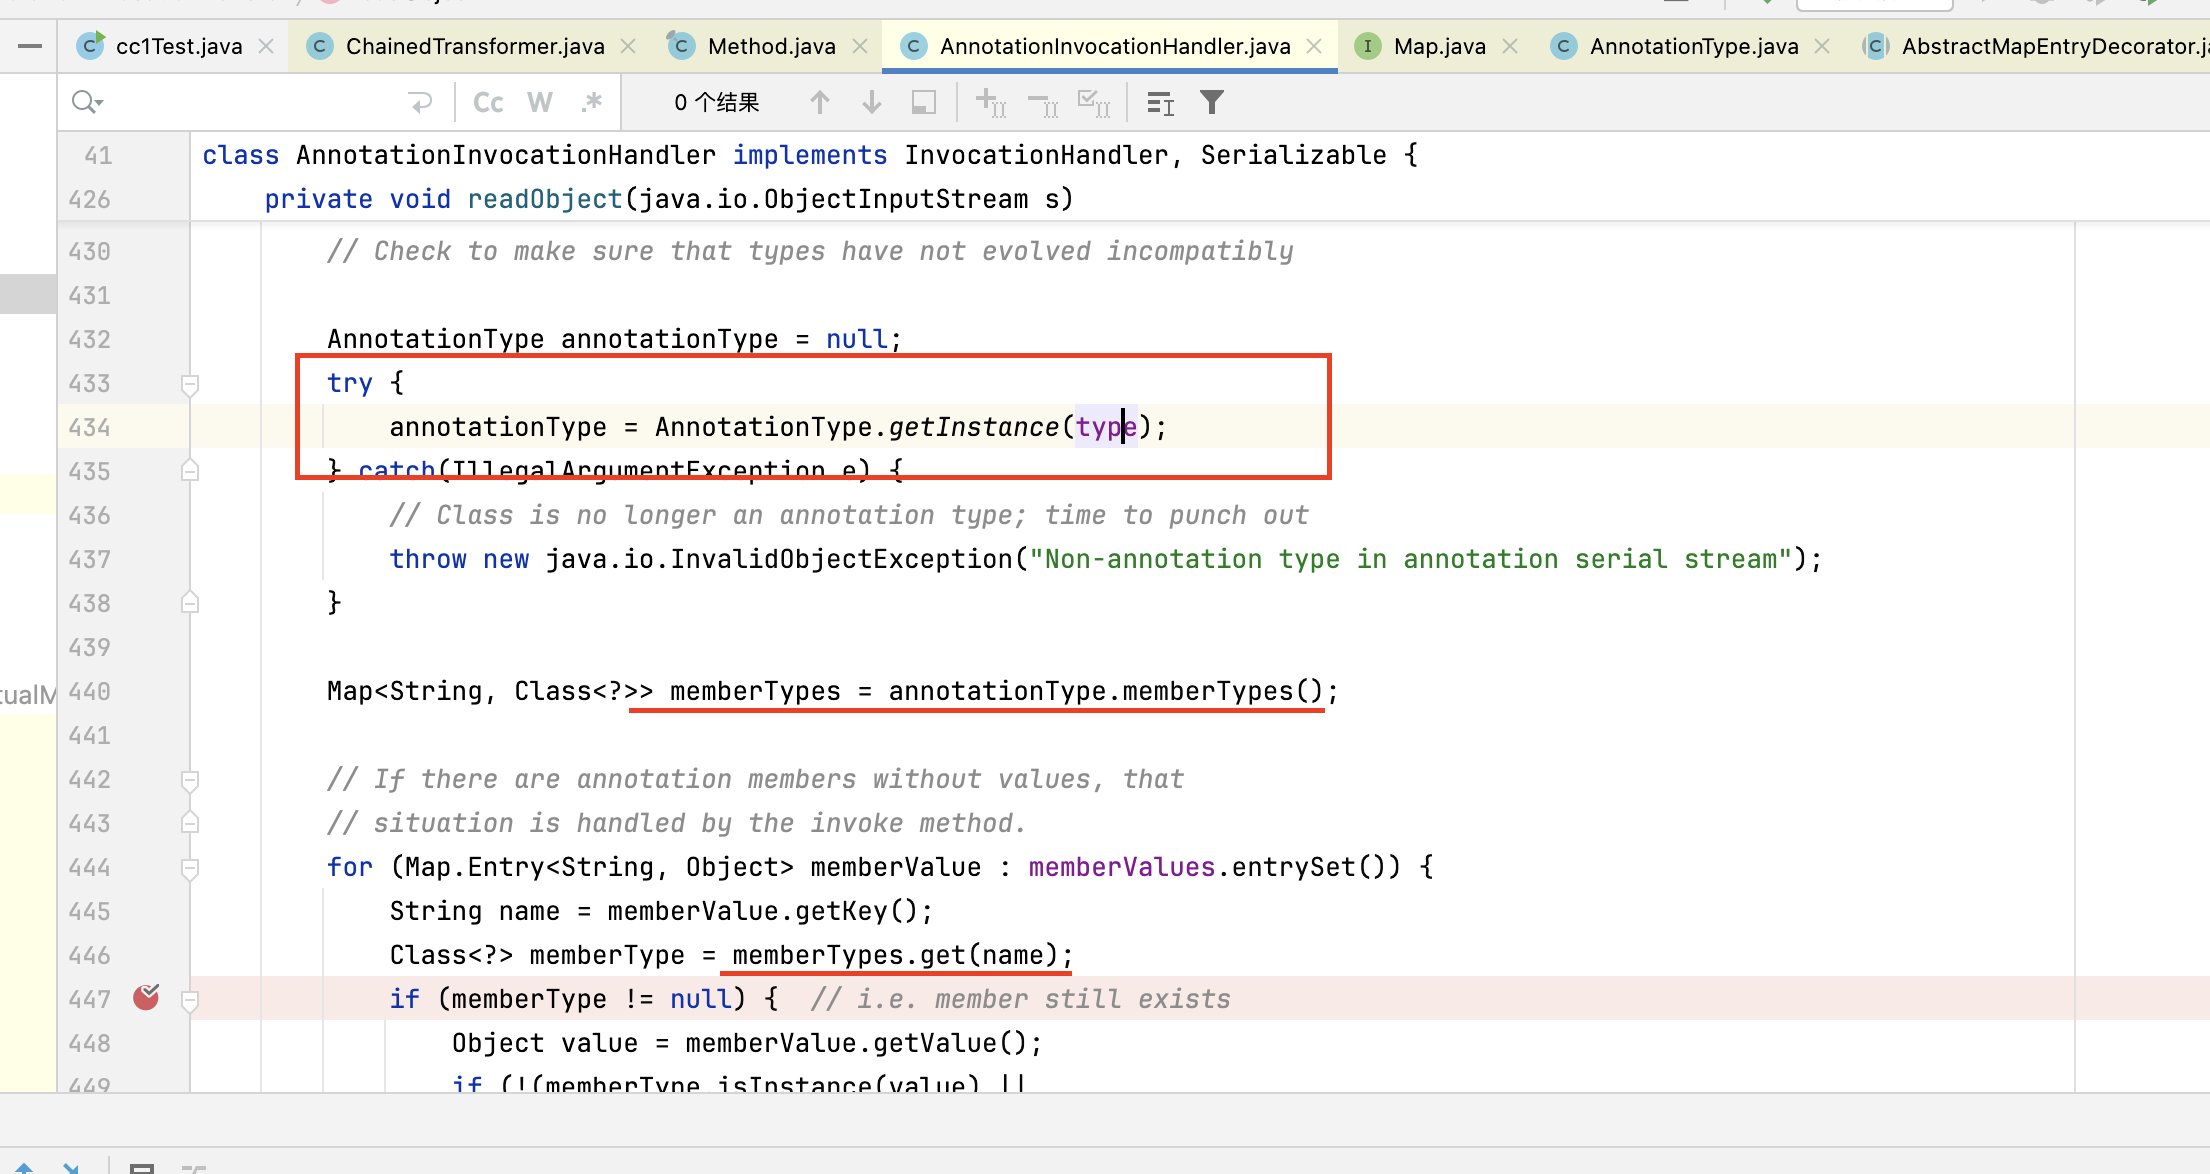 cc1Test.java ChainedTransformer.java Method.java AnnotationInvocationHandler.java Map.java AnnotationType.java AbstractMapEntryDecorator.j
Cc W .* 0 个结果
41 class AnnotationInvocationHandler implements InvocationHandler, Serializable {
426 private void readObject(java.io.ObjectInputStream s)
430 // Check to make sure that types have not evolved incompatibly
431
432 AnnotationType annotationType = null;
433 try {
434 annotationType = AnnotationType.getInstance(type);
435 } catch(IllegalArgumentException e) {
436 // Class is no longer an annotation type; time to punch out
437 throw new java.io.InvalidObjectException("Non-annotation type in annotation serial stream");
438 }
439
tualM 440 Map<String, Class<?>> memberTypes = annotationType.memberTypes();
441
442 // If there are annotation members without values, that
443 // situation is handled by the invoke method.
444 for (Map.Entry<String, Object> memberValue : memberValues.entrySet()) {
445 String name = memberValue.getKey();
446 Class<?> memberType = memberTypes.get(name);
447 if (memberType != null) { // i.e. member still exists
448 Object value = memberValue.getValue();
449 if (!(memberType.isInstance(value) ||